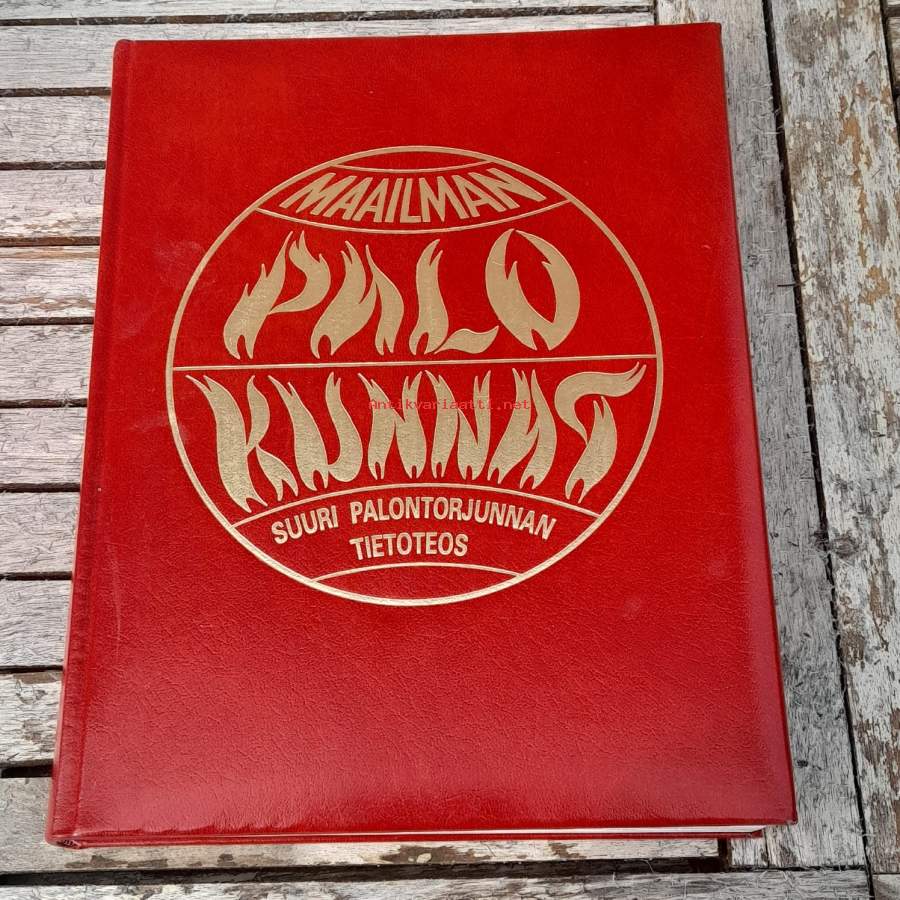 MAAILMAN
PALO
KUNNAT
Antikvariaatti.net
SUURI PALONTORJUNNAN
TIETOTEOS